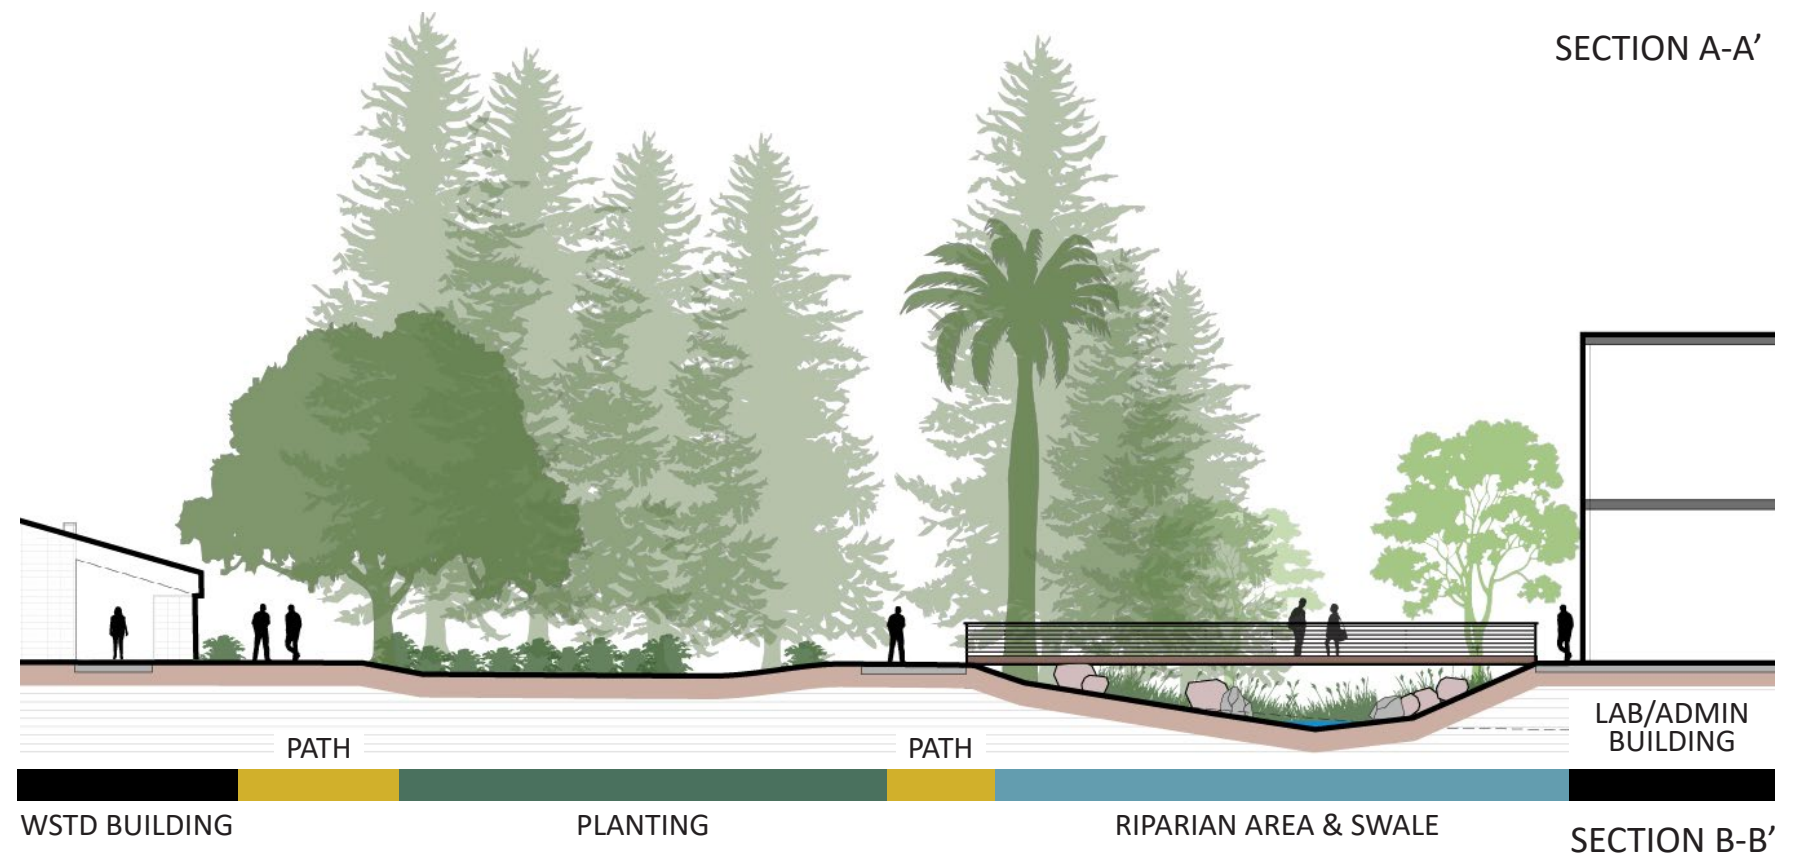 SECTION A-A’
PATH
PATH
LAB/ADMIN
BUILDING
WSTD BUILDING
PLANTING
RIPARIAN AREA & SWALE
SECTION B-B’